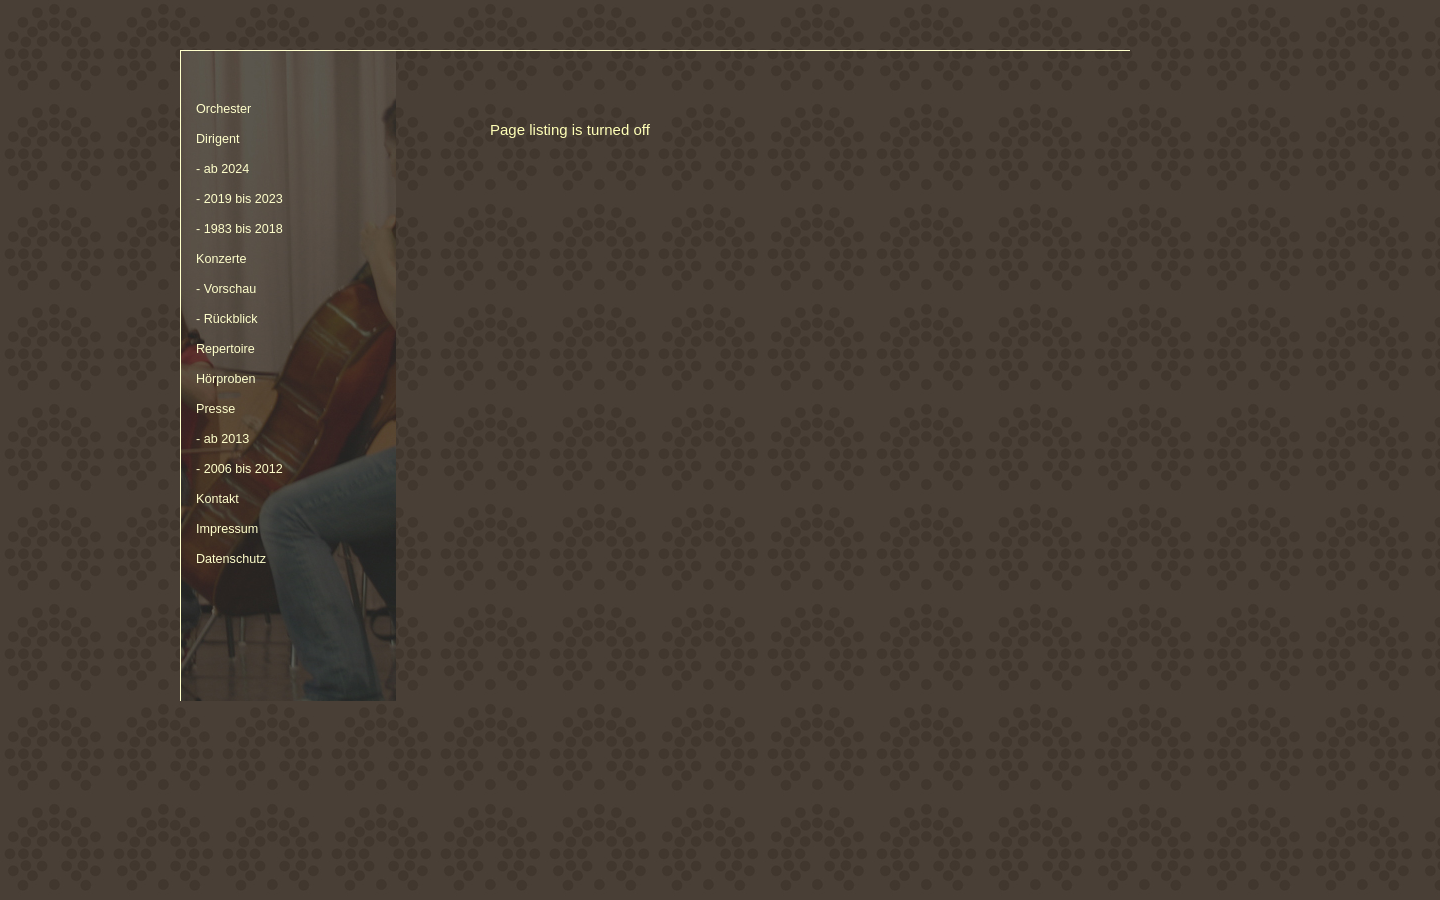 Orchester
Dirigent
- ab 2024
- 2019 bis 2023
- 1983 bis 2018
Konzerte
- Vorschau
- Rückblick
Repertoire
Hörproben
Presse
- ab 2013
- 2006 bis 2012
Kontakt
Impressum
Datenschutz
Page listing is turned off